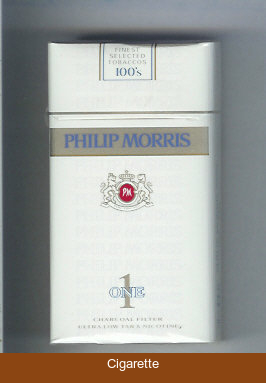 FINEST
SELECTED
TOBACCOS
100's
PHILIP MORRIS
PM
1
ONE
CHARCOAL FILTER
ULTRA LOW TAR & NICOTINE
Cigarette